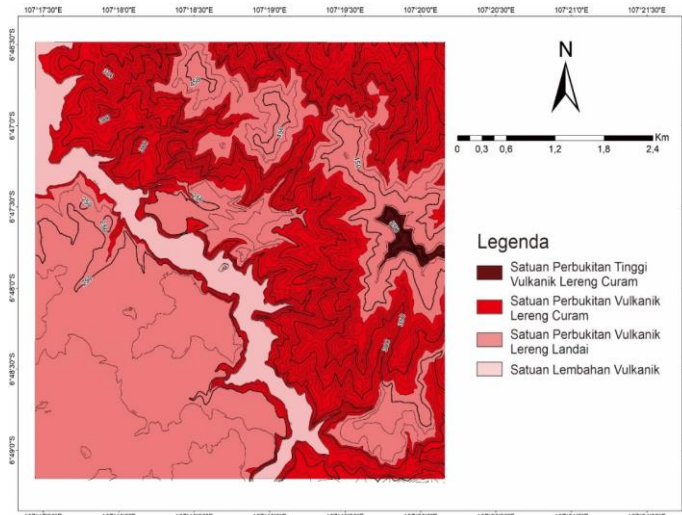 107°17'30"E 107°18'0"E 107°18'30"E 107°19'0"E 107°19'30"E 107°20'0"E 107°20'30"E 107°21'0"E 107°21'30"E
6°46'30"S
6°47'0"S
6°47'30"S
6°48'0"S
6°48'30"S
6°49'0"S
N
Km
0 0,3 0,6 1,2 1,8 2,4
Legenda
Satuan Perbukitan Tinggi
Vulkanik Lereng Curam
Satuan Perbukitan Vulkanik
Lereng Curam
Satuan Perbukitan Vulkanik
Lereng Landai
Satuan Lembahan Vulkanik